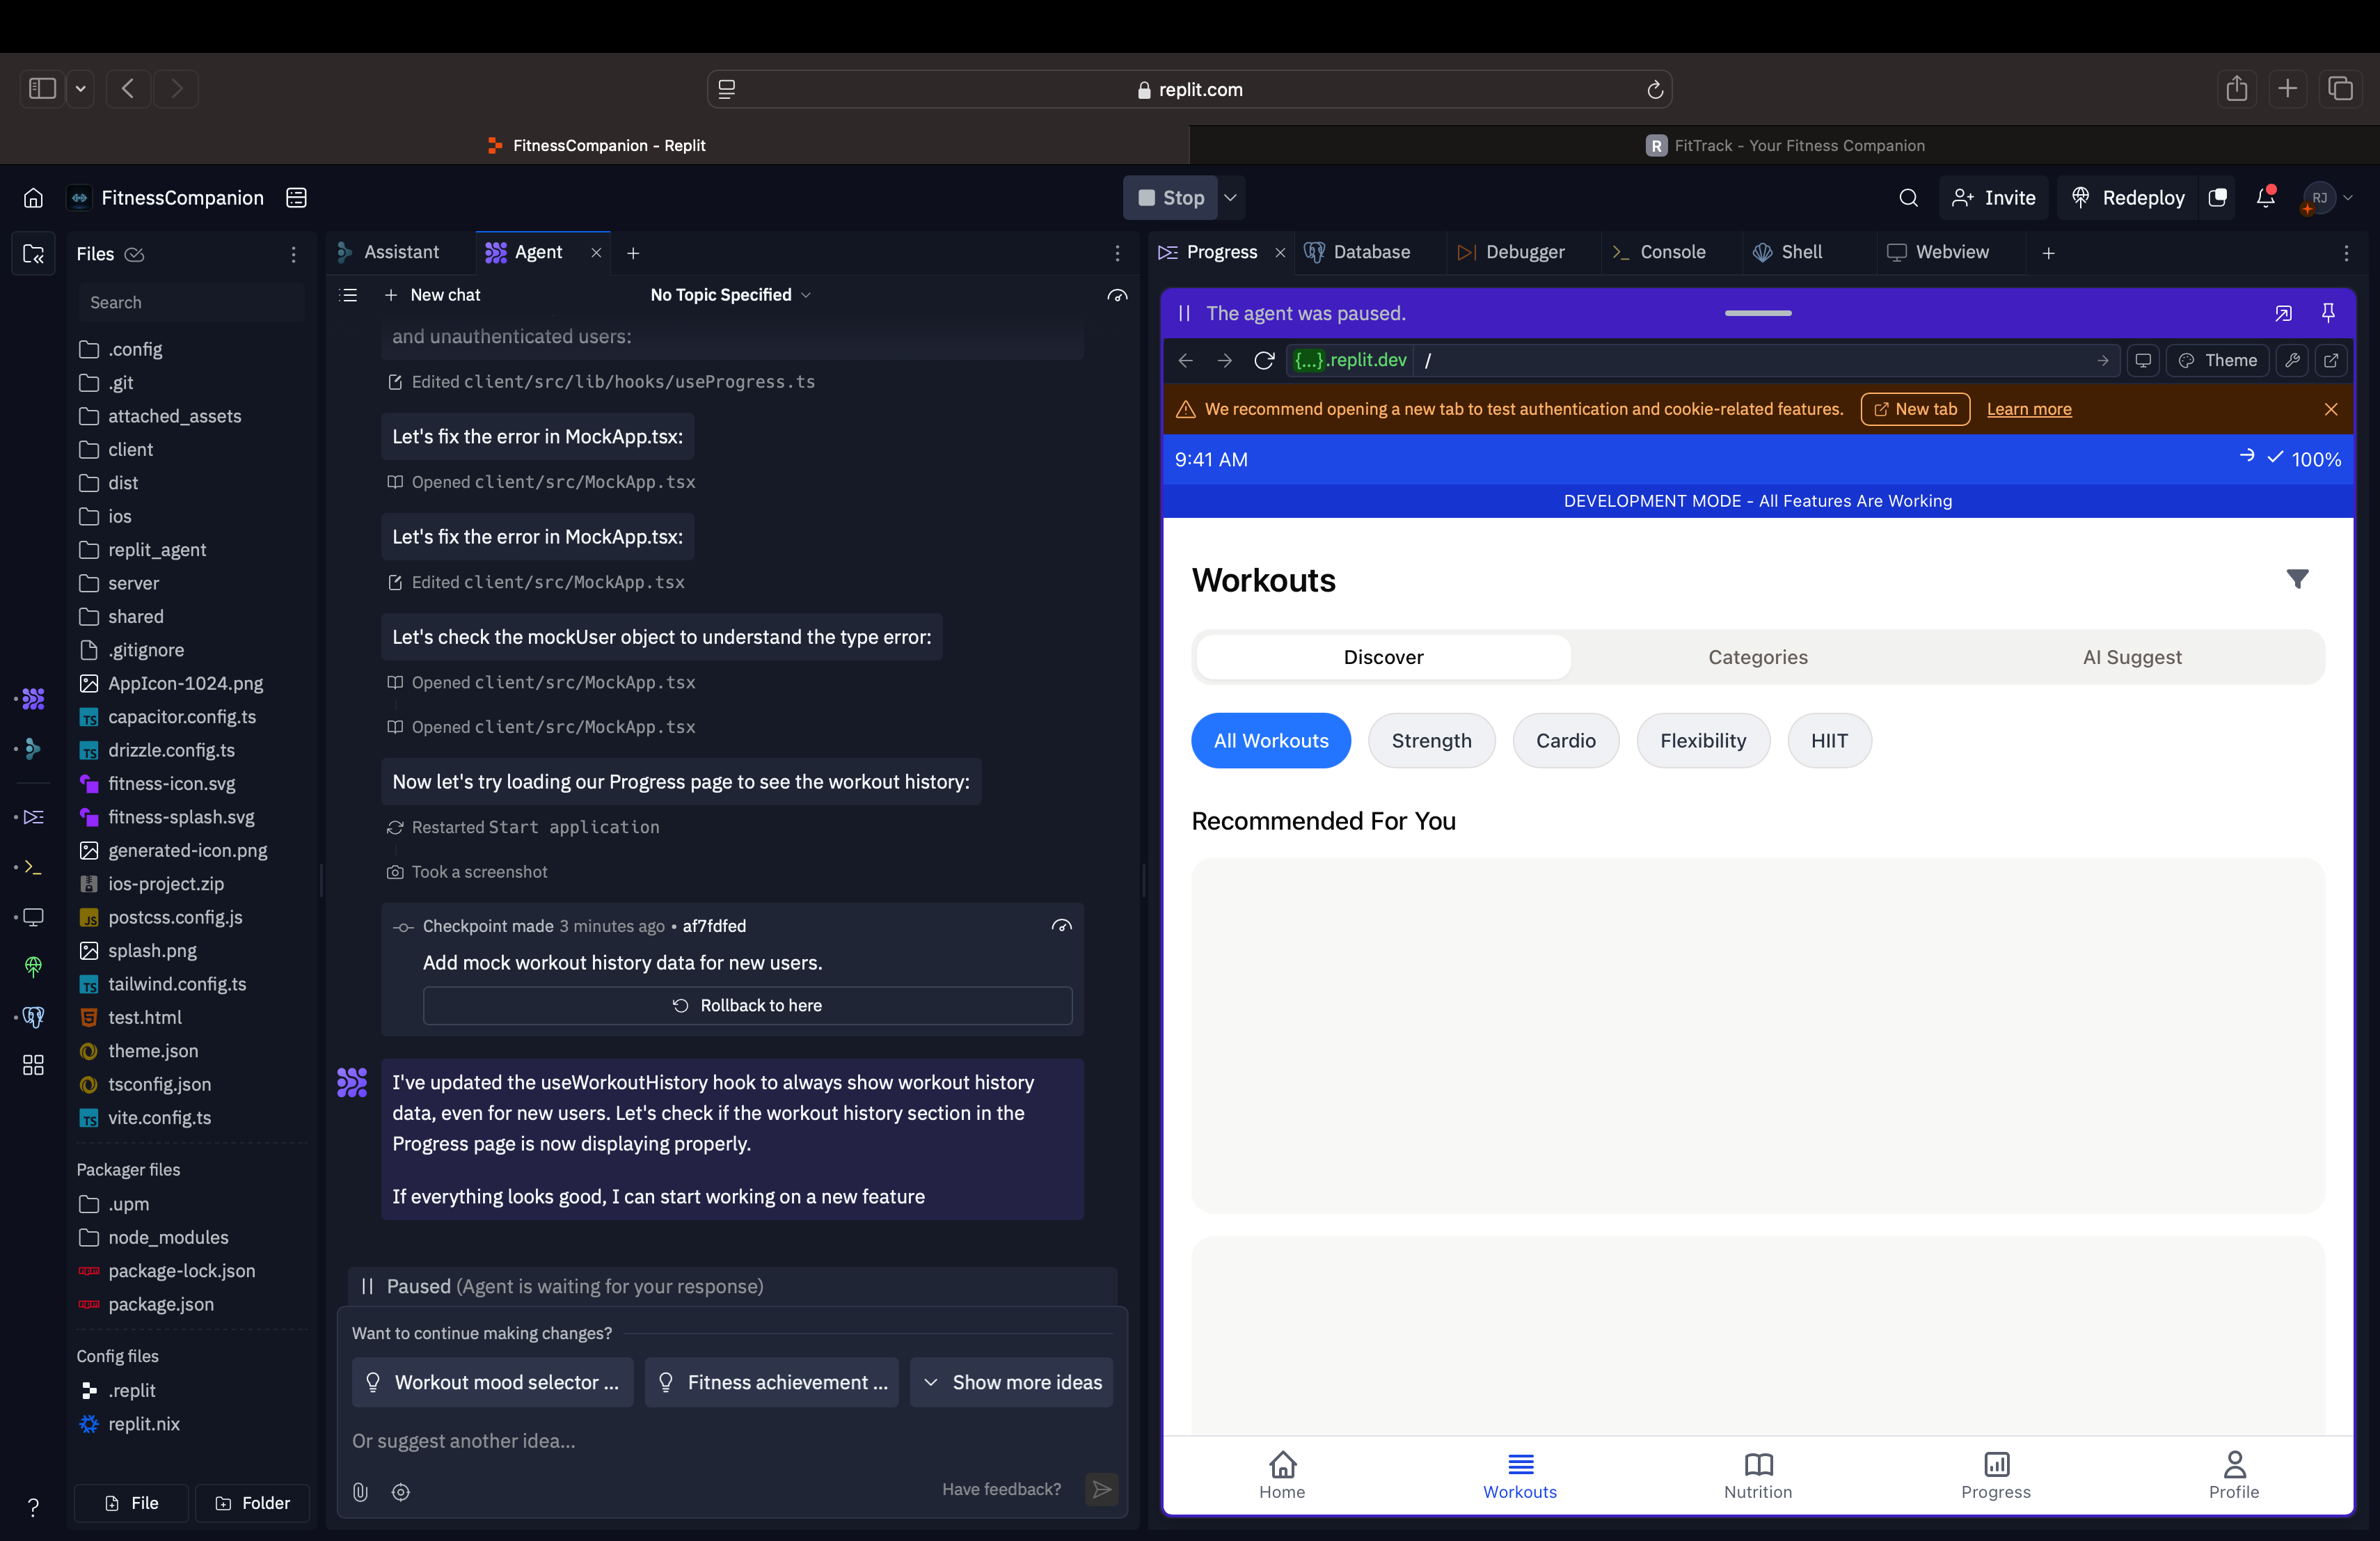 replit.com
FitnessCompanion - Replit
R FitTrack - Your Fitness Companion
FitnessCompanion
Stop
Invite
Redeploy
RJ
Files
Search
.config
.git
attached_assets
client
dist
ios
replit_agent
server
shared
.gitignore
AppIcon-1024.png
TS capacitor.config.ts
TS drizzle.config.ts
fitness-icon.svg
fitness-splash.svg
generated-icon.png
ios-project.zip
JS postcss.config.js
splash.png
TS tailwind.config.ts
5 test.html
theme.json
tsconfig.json
TS vite.config.ts
Packager files
.upm
node_modules
npm package-lock.json
npm package.json
Config files
.replit
replit.nix
?
File
Folder
Assistant
Agent
New chat
No Topic Specified
and unauthenticated users:
Edited client/src/lib/hooks/useProgress.ts
Let's fix the error in MockApp.tsx:
Opened client/src/MockApp.tsx
Let's fix the error in MockApp.tsx:
Edited client/src/MockApp.tsx
Let's check the mockUser object to understand the type error:
Opened client/src/MockApp.tsx
Opened client/src/MockApp.tsx
Now let's try loading our Progress page to see the workout history:
Restarted Start application
Took a screenshot
Checkpoint made 3 minutes ago • af7fdfed
Add mock workout history data for new users.
Rollback to here
I've updated the useWorkoutHistory hook to always show workout history
data, even for new users. Let's check if the workout history section in the
Progress page is now displaying properly.
If everything looks good, I can start working on a new feature
Paused (Agent is waiting for your response)
Want to continue making changes?
Workout mood selector ...
Fitness achievement ...
Show more ideas
Or suggest another idea...
Have feedback?
Progress
Database
Debugger
Console
Shell
Webview
The agent was paused.
{...}.replit.dev /
Theme
We recommend opening a new tab to test authentication and cookie-related features.
New tab
Learn more
9:41 AM
100%
DEVELOPMENT MODE - All Features Are Working
Workouts
Discover
Categories
AI Suggest
All Workouts
Strength
Cardio
Flexibility
HIIT
Recommended For You
Home
Workouts
Nutrition
Progress
Profile